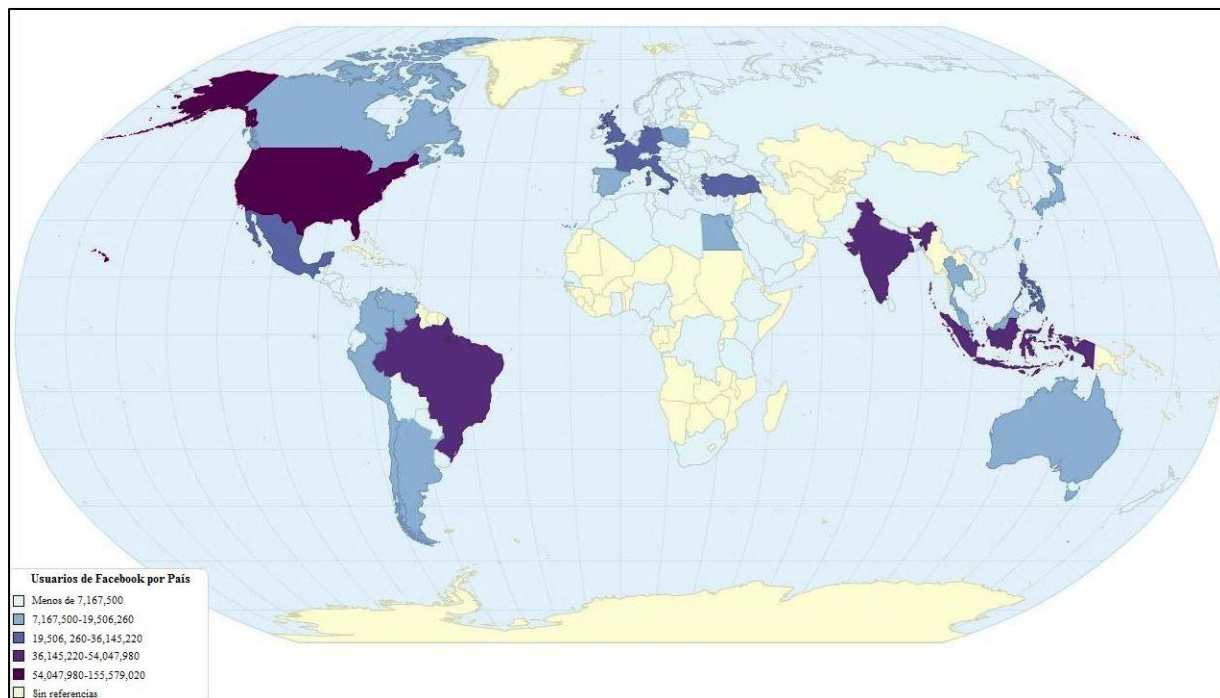 Usuarios de Facebook por País
Menos de 7,167,500
7,167,500-19,506,260
19,506, 260-36,145,220
36,145,220-54,047,980
54,047,980-155,579,020
Sin referencias